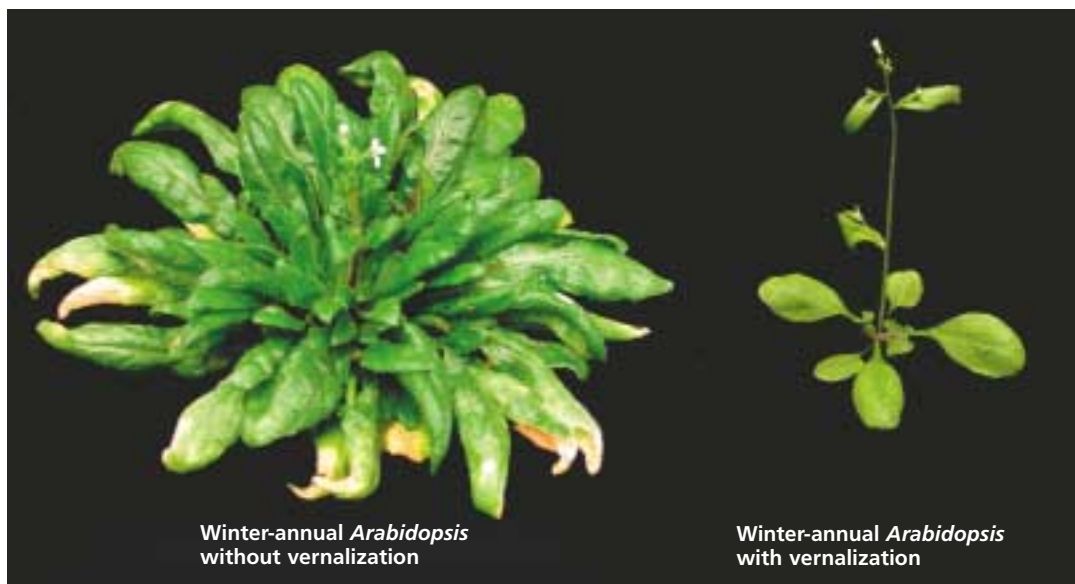 Winter-annual Arabidopsis
without vernalization
Winter-annual Arabidopsis
with vernalization